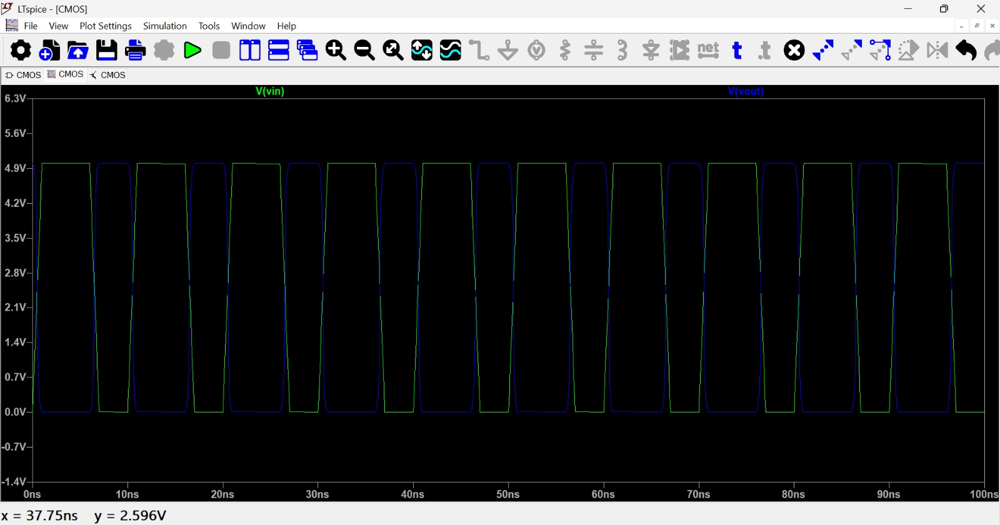 LTspice - [CMOS]
File View Plot Settings Simulation Tools Window Help
net t .t
CMOS CMOS CMOS
V(vin) V(vout)
6.3V
5.6V
4.9V
4.2V
3.5V
2.8V
2.1V
1.4V
0.7V
0.0V
-0.7V
-1.4V
0ns 10ns 20ns 30ns 40ns 50ns 60ns 70ns 80ns 90ns 100ns
x = 37.75ns y = 2.596V